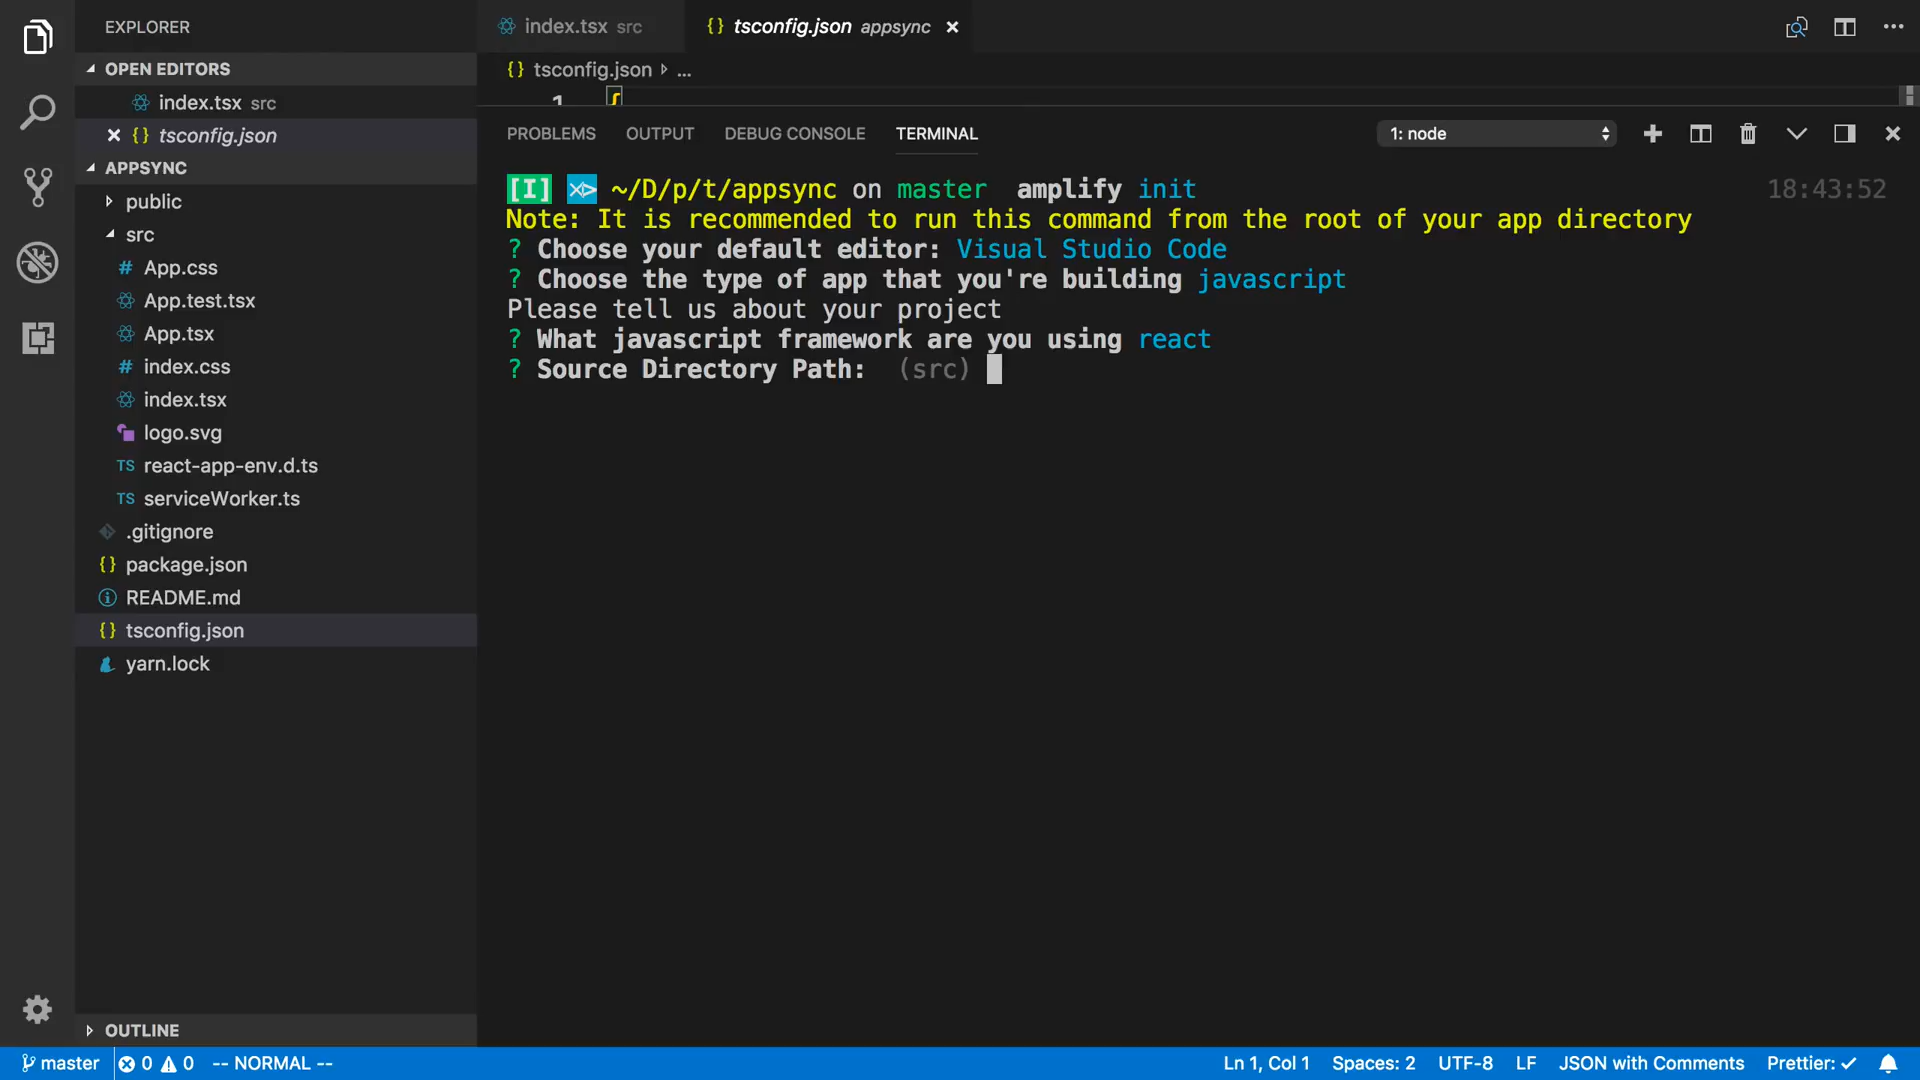 EXPLORER
index.tsx src
{} tsconfig.json appsync
OPEN EDITORS
index.tsx src
{} tsconfig.json
APPSYNC
public
src
# App.css
App.test.tsx
App.tsx
# index.css
index.tsx
logo.svg
TS react-app-env.d.ts
TS serviceWorker.ts
.gitignore
{} package.json
README.md
{} tsconfig.json
yarn.lock
OUTLINE
{} tsconfig.json ...
1 {
PROBLEMS OUTPUT DEBUG CONSOLE TERMINAL 1: node
[I] ~/D/p/t/appsync on master amplify init 18:43:52
Note: It is recommended to run this command from the root of your app directory
? Choose your default editor: Visual Studio Code
? Choose the type of app that you're building javascript
Please tell us about your project
? What javascript framework are you using react
? Source Directory Path: (src)
master 0 0 -- NORMAL -- Ln 1, Col 1 Spaces: 2 UTF-8 LF JSON with Comments Prettier: ✓